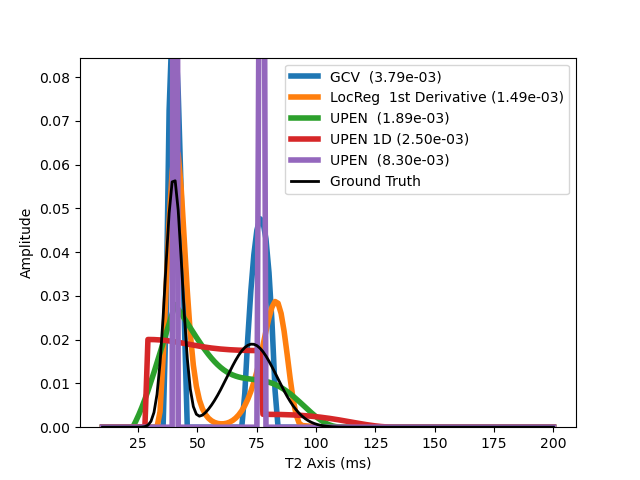 GCV (3.79e-03)
LocReg 1st Derivative (1.49e-03)
UPEN (1.89e-03)
UPEN 1D (2.50e-03)
UPEN (8.30e-03)
Ground Truth
0.08
0.07
0.06
0.05
0.04
0.03
0.02
0.01
0.00
Amplitude
25 50 75 100 125 150 175 200
T2 Axis (ms)